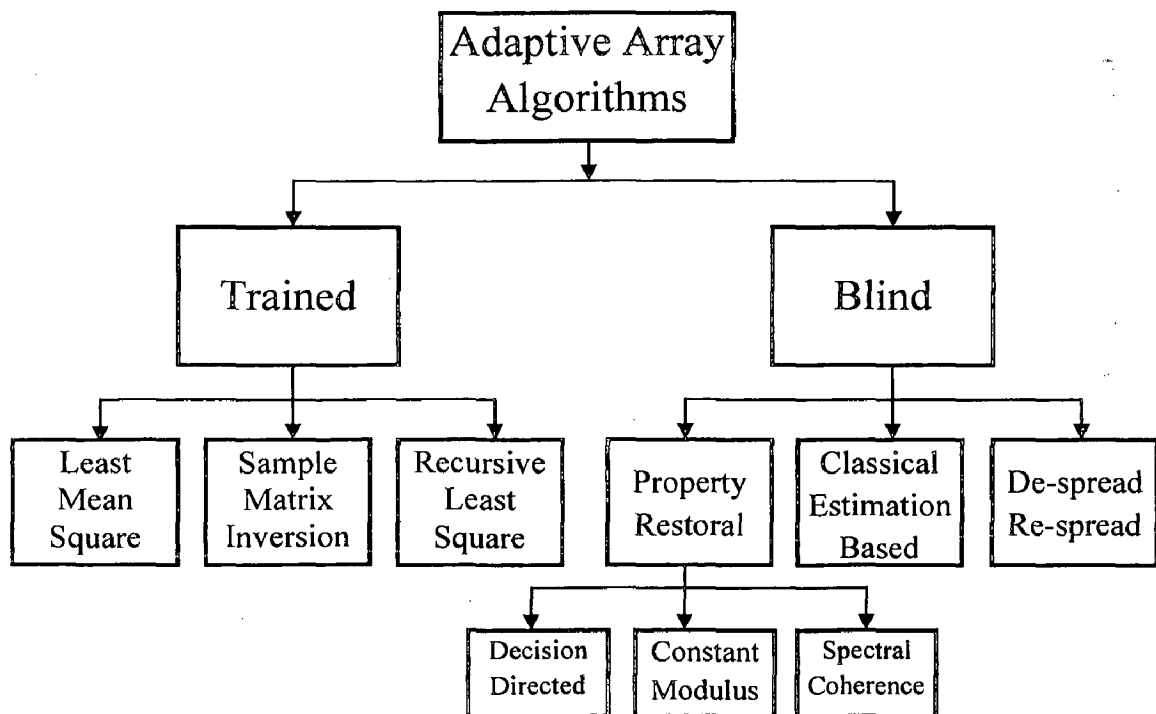 Adaptive Array
Algorithms
Trained
Blind
Least
Mean
Square
Sample
Matrix
Inversion
Recursive
Least
Square
Property
Restoral
Classical
Estimation
Based
De-spread
Re-spread
Decision
Directed
Constant
Modulus
Spectral
Coherence